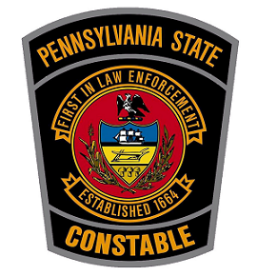 PENNSYLVANIA STATE
FIRST IN LAW ENFORCEMENT
ESTABLISHED 1664
CONSTABLE